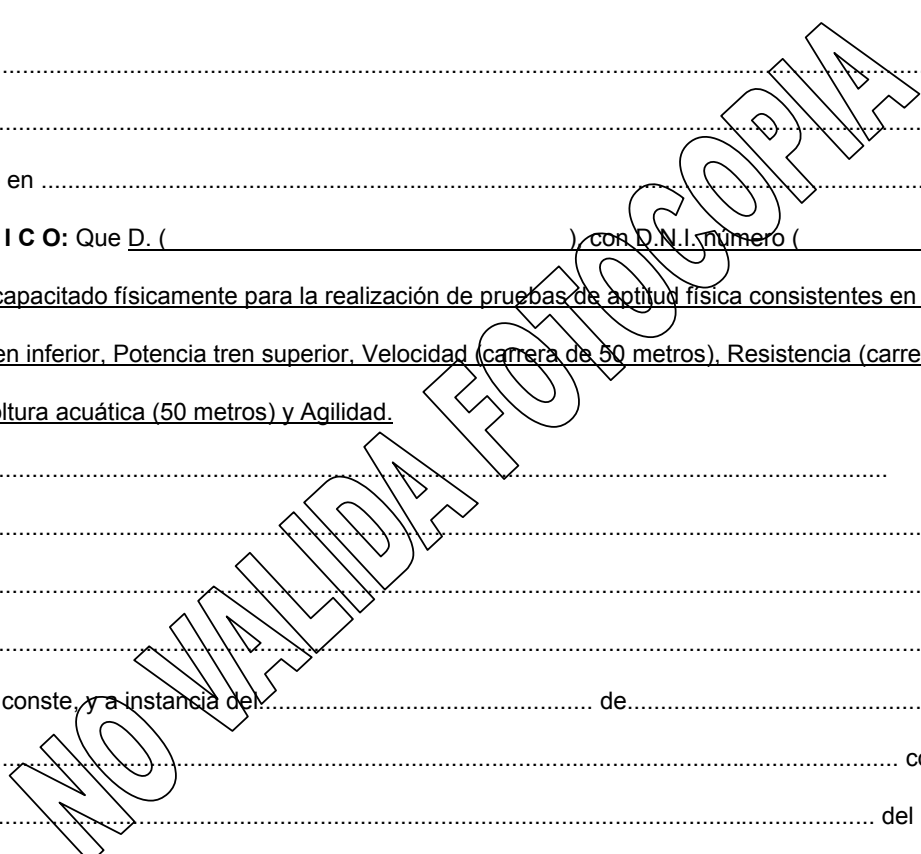 ....................................................................................................
....................................................................................................
en ....................................................................................................
I C O: Que D. ( ), con D.N.I. número (
capacitado físicamente para la realización de pruebas de aptitud física consistentes en
en inferior, Potencia tren superior, Velocidad (carrera de 50 metros), Resistencia (carre
oltura acuática (50 metros) y Agilidad.
....................................................................................................
....................................................................................................
....................................................................................................
....................................................................................................
conste, y a instancia del.................................................. de..................................................
.................................................................................................... co
.................................................................................................... del
NO VALIDA FOTOCOPIA